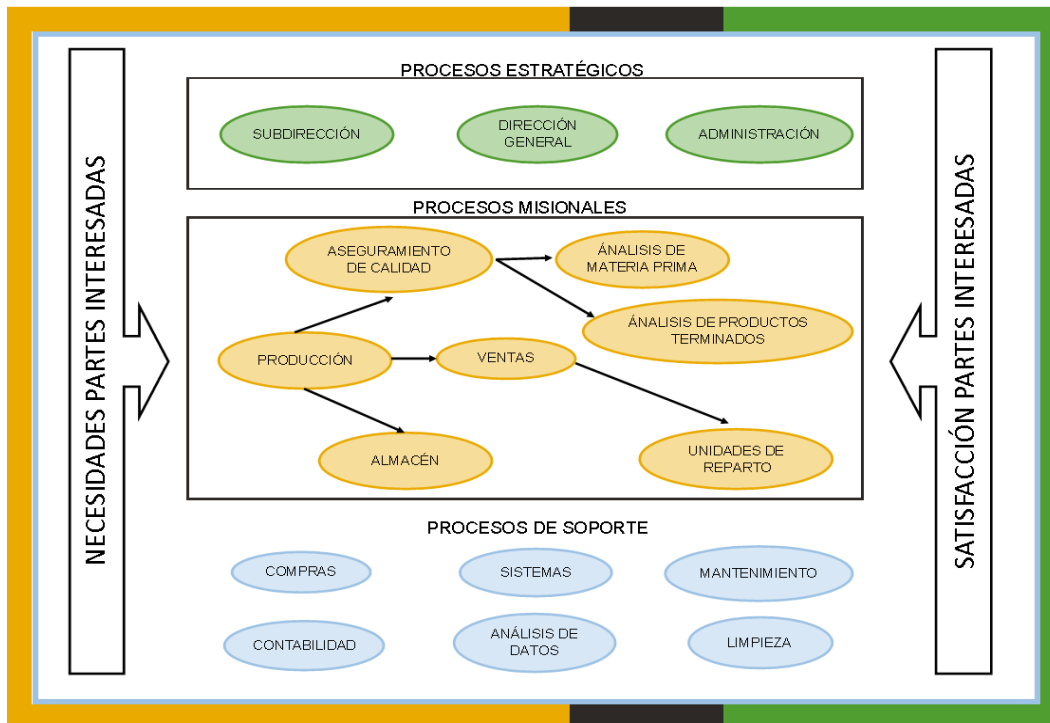 NECESIDADES PARTES INTERESADAS
PROCESOS ESTRATÉGICOS
SUBDIRECCIÓN
DIRECCIÓN
GENERAL
ADMINISTRACIÓN
PROCESOS MISIONALES
ASEGURAMIENTO
DE CALIDAD
ÁNALISIS DE
MATERIA PRIMA
ÁNALISIS DE PRODUCTOS
TERMINADOS
PRODUCCIÓN
VENTAS
ALMACÉN
UNIDADES DE
REPARTO
PROCESOS DE SOPORTE
COMPRAS
SISTEMAS
MANTENIMIENTO
CONTABILIDAD
ANÁLISIS DE
DATOS
LIMPIEZA
SATISFACCIÓN PARTES INTERESADAS